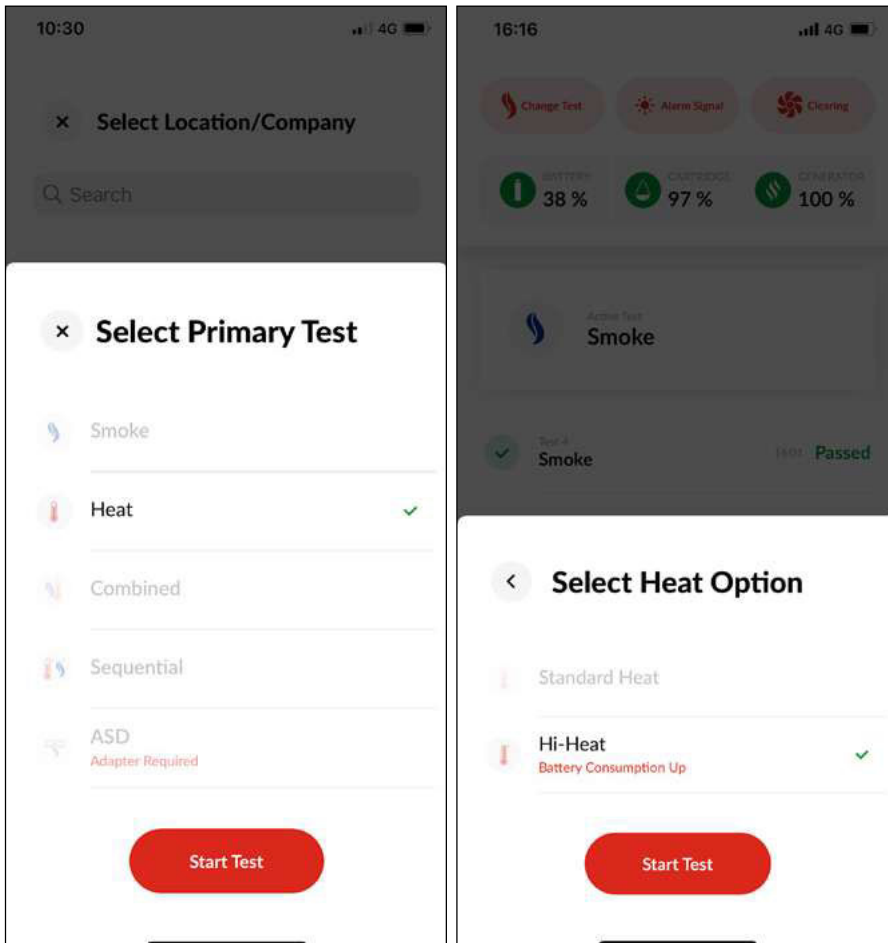 10:30
4G
Select Location/Company
Search
Select Primary Test
Smoke
Heat
Combined
Sequential
ASD
Adapter Required
Start Test
16:16
4G
Change Test
Alarm Signal
Clearing
BATTERY
38 %
CARTRIDGE
97 %
GENERATOR
100 %
Active Test
Smoke
Test 4
Smoke
Passed
Select Heat Option
Standard Heat
Hi-Heat
Battery Consumption Up
Start Test